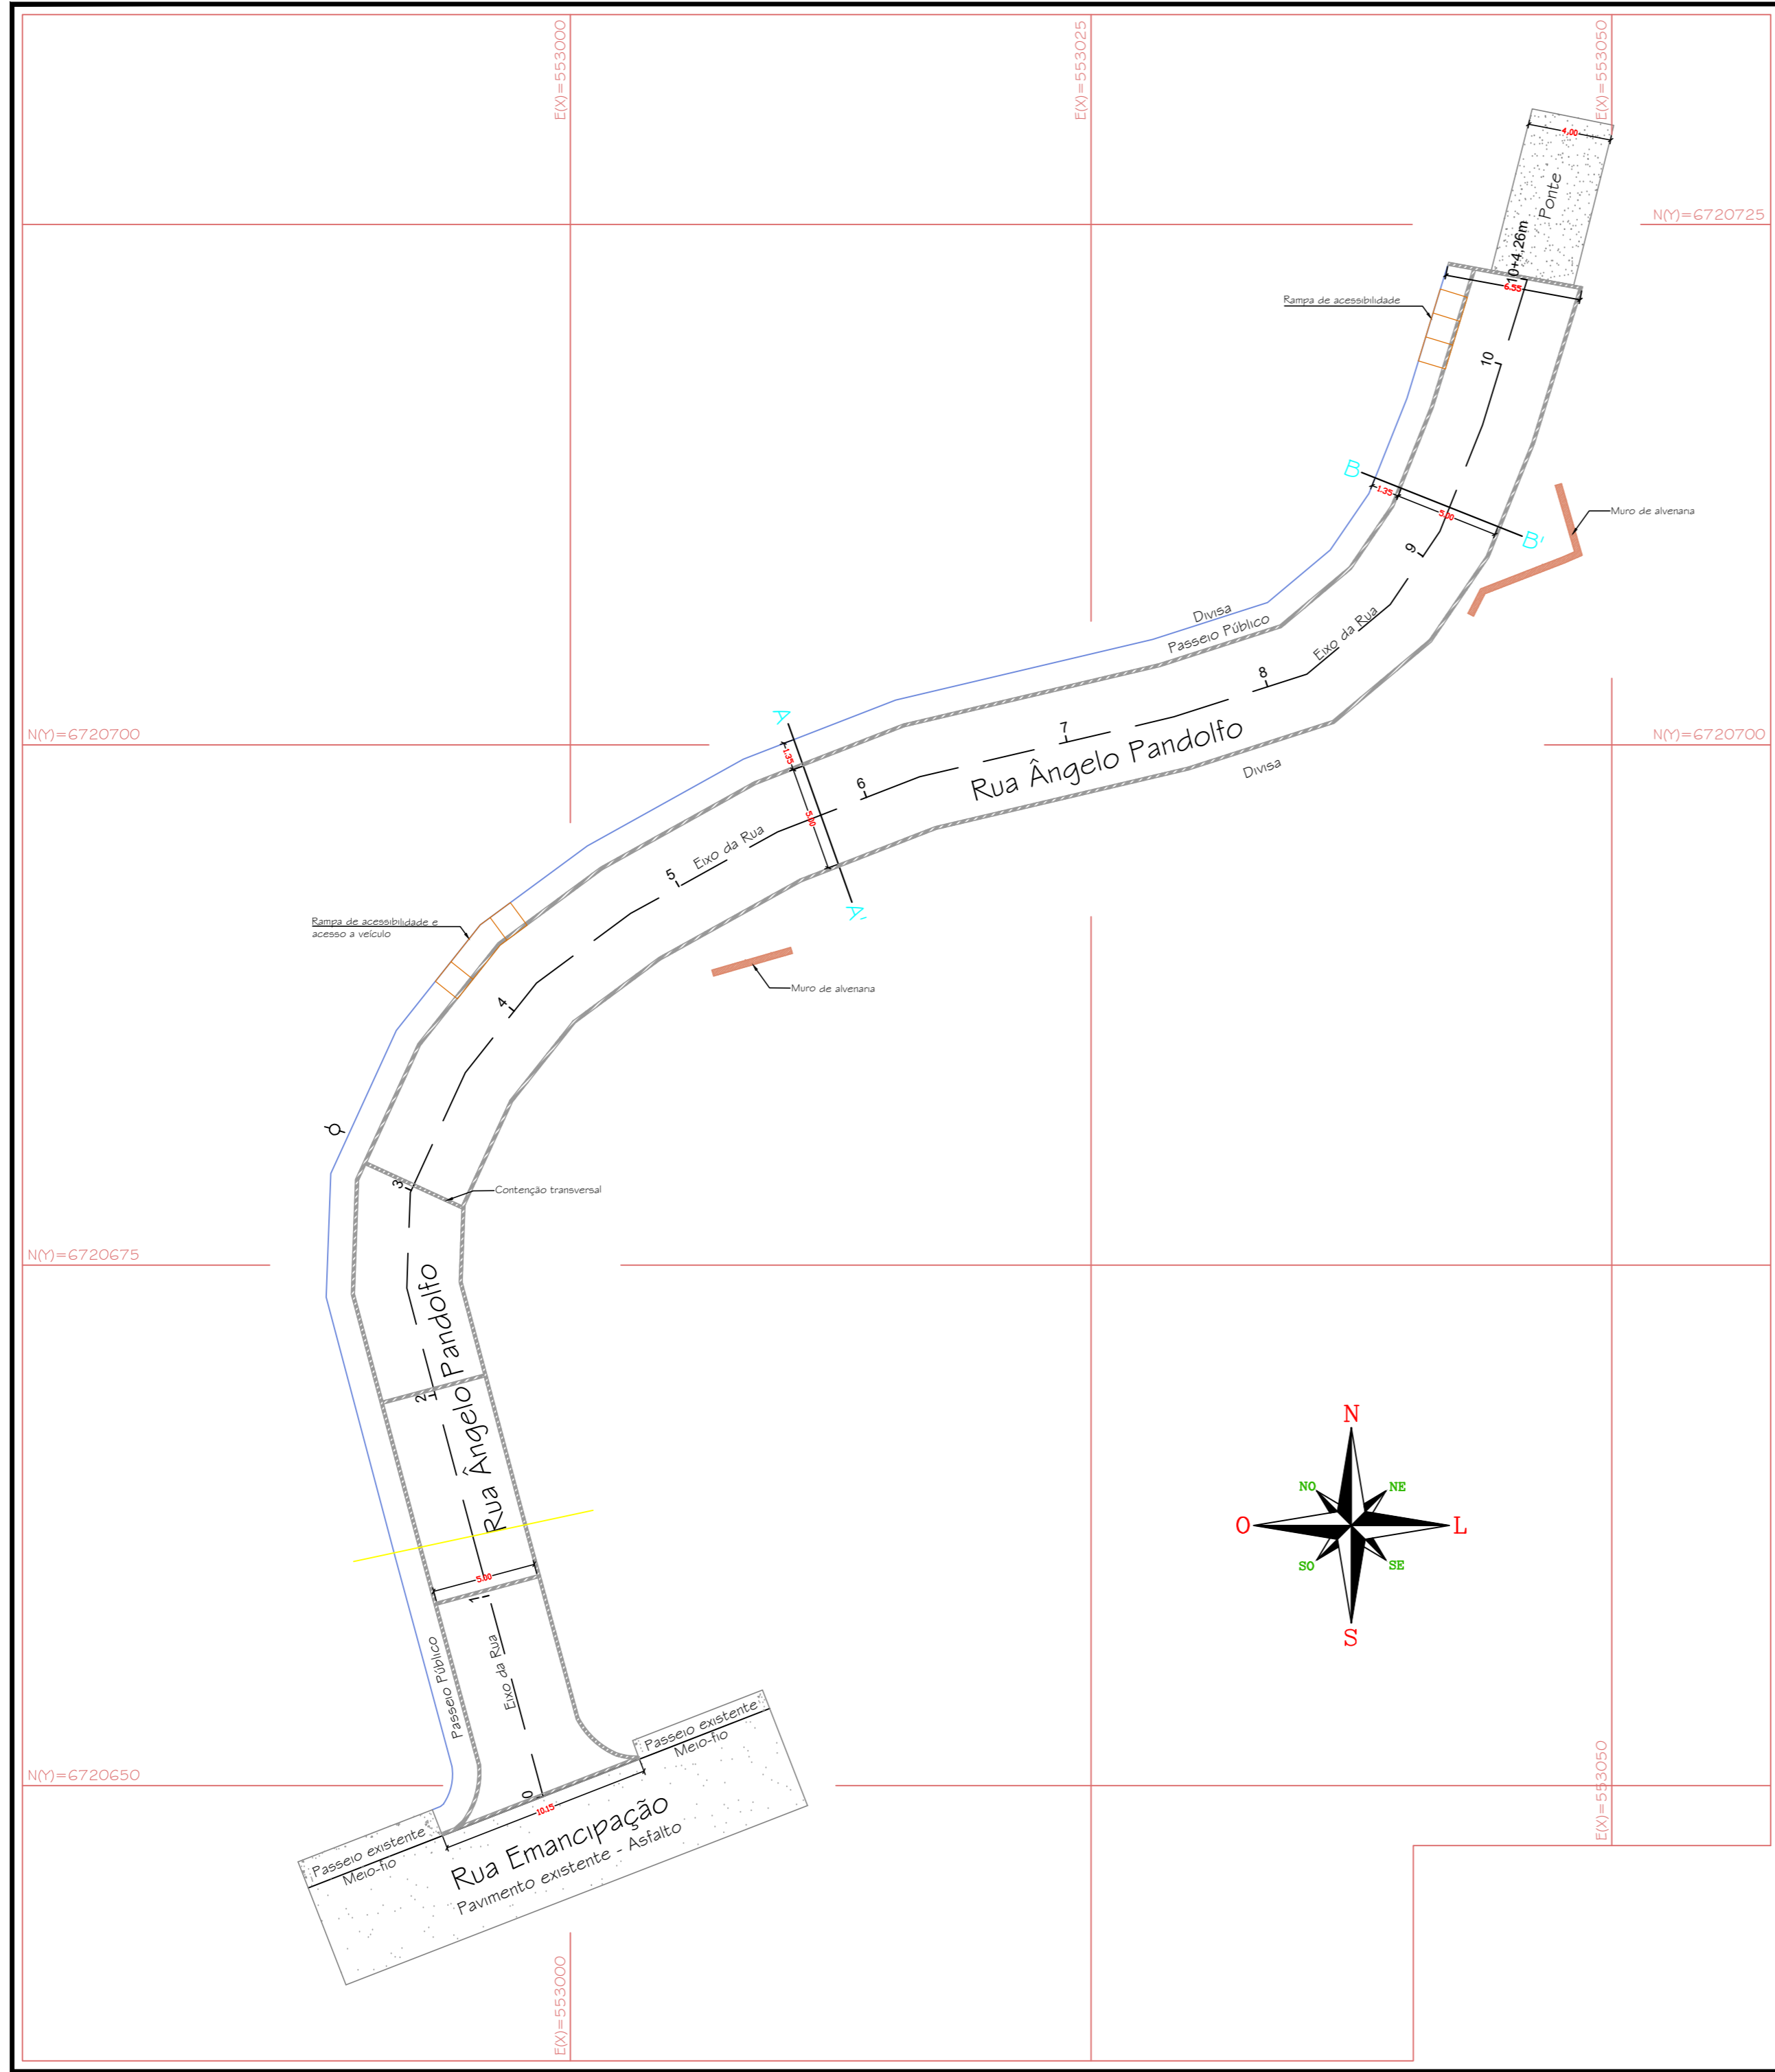 E(X)=553000
E(X)=553025
E(X)=553050
4,00
Ponte
N(Y)=6720725
10+4,26m
6.55
Rampa de acessibilidade
10
B
1.35
5,00
B'
Muro de alvenaria
9
Divisa
Passeio Público
Eixo da Rua
8
A
7
N(Y)=6720700
N(Y)=6720700
1.35
Rua Ângelo Pandolfo
Divisa
6
5,00
Eixo da Rua
5
A'
Rampa de acessibilidade e
acesso a veículo
Muro de alvenaria
4
3
Contenção transversal
N(Y)=6720675
Rua Ângelo Pandolfo
2
N
NO
NE
O
L
SO
SE
S
5,00
1
Passeio Público
Eixo da Rua
Passeio existente
Meio-fio
N(Y)=6720650
E(X)=553050
0
10.15
Rua Emancipação
Pavimento existente - Asfalto
Passeio existente
Meio-fio
E(X)=553000